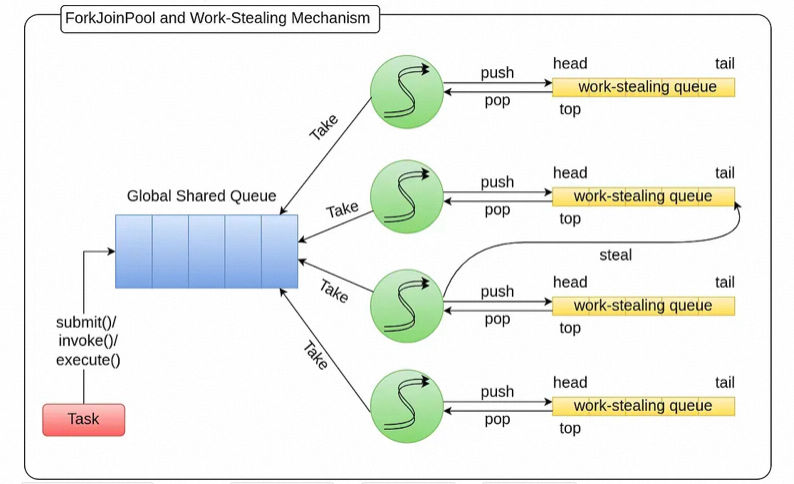 ForkJoinPool and Work-Stealing Mechanism
head
tail
push
work-stealing queue
pop
top
Take
head
tail
Global Shared Queue
push
work-stealing queue
Take
pop
top
steal
head
tail
Take
push
work-stealing queue
pop
top
submit()/
invoke()/
execute()
Take
head
tail
push
work-stealing queue
Task
pop
top